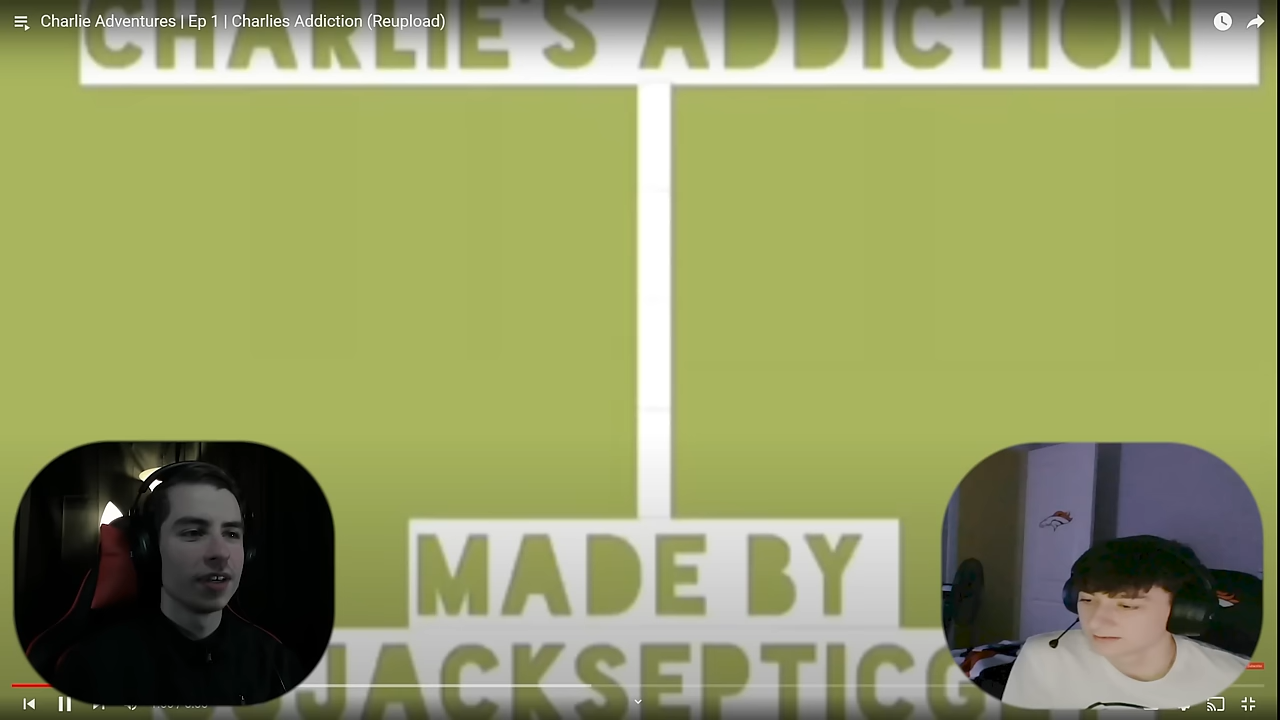 Charlie Adventures | Ep 1 | Charlies Addiction (Reupload)
CHARLIE'S ADDICTION
MADE BY